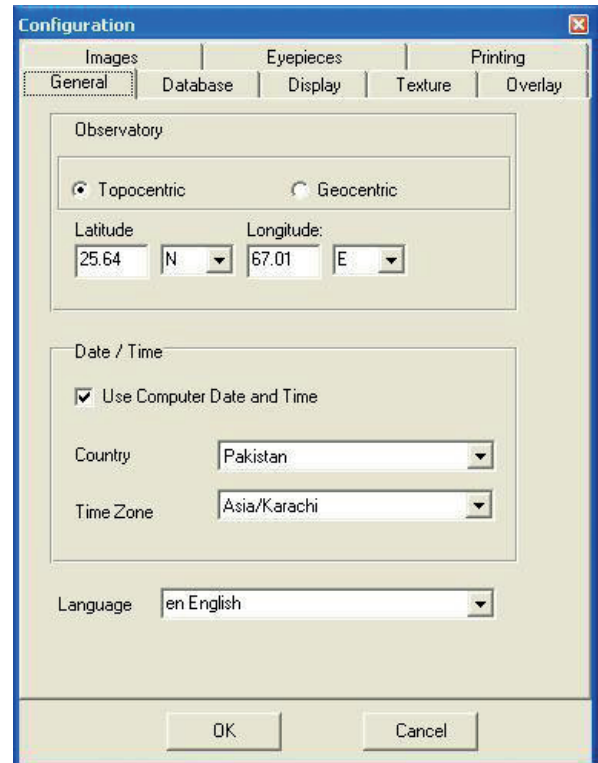 Configuration
Images Eyepieces Printing
General Database Display Texture Overlay
Observatory
Topocentric Geocentric
Latitude Longitude:
25.64 N 67.01 E
Date / Time
Use Computer Date and Time
Country Pakistan
Time Zone Asia/Karachi
Language en English
OK Cancel